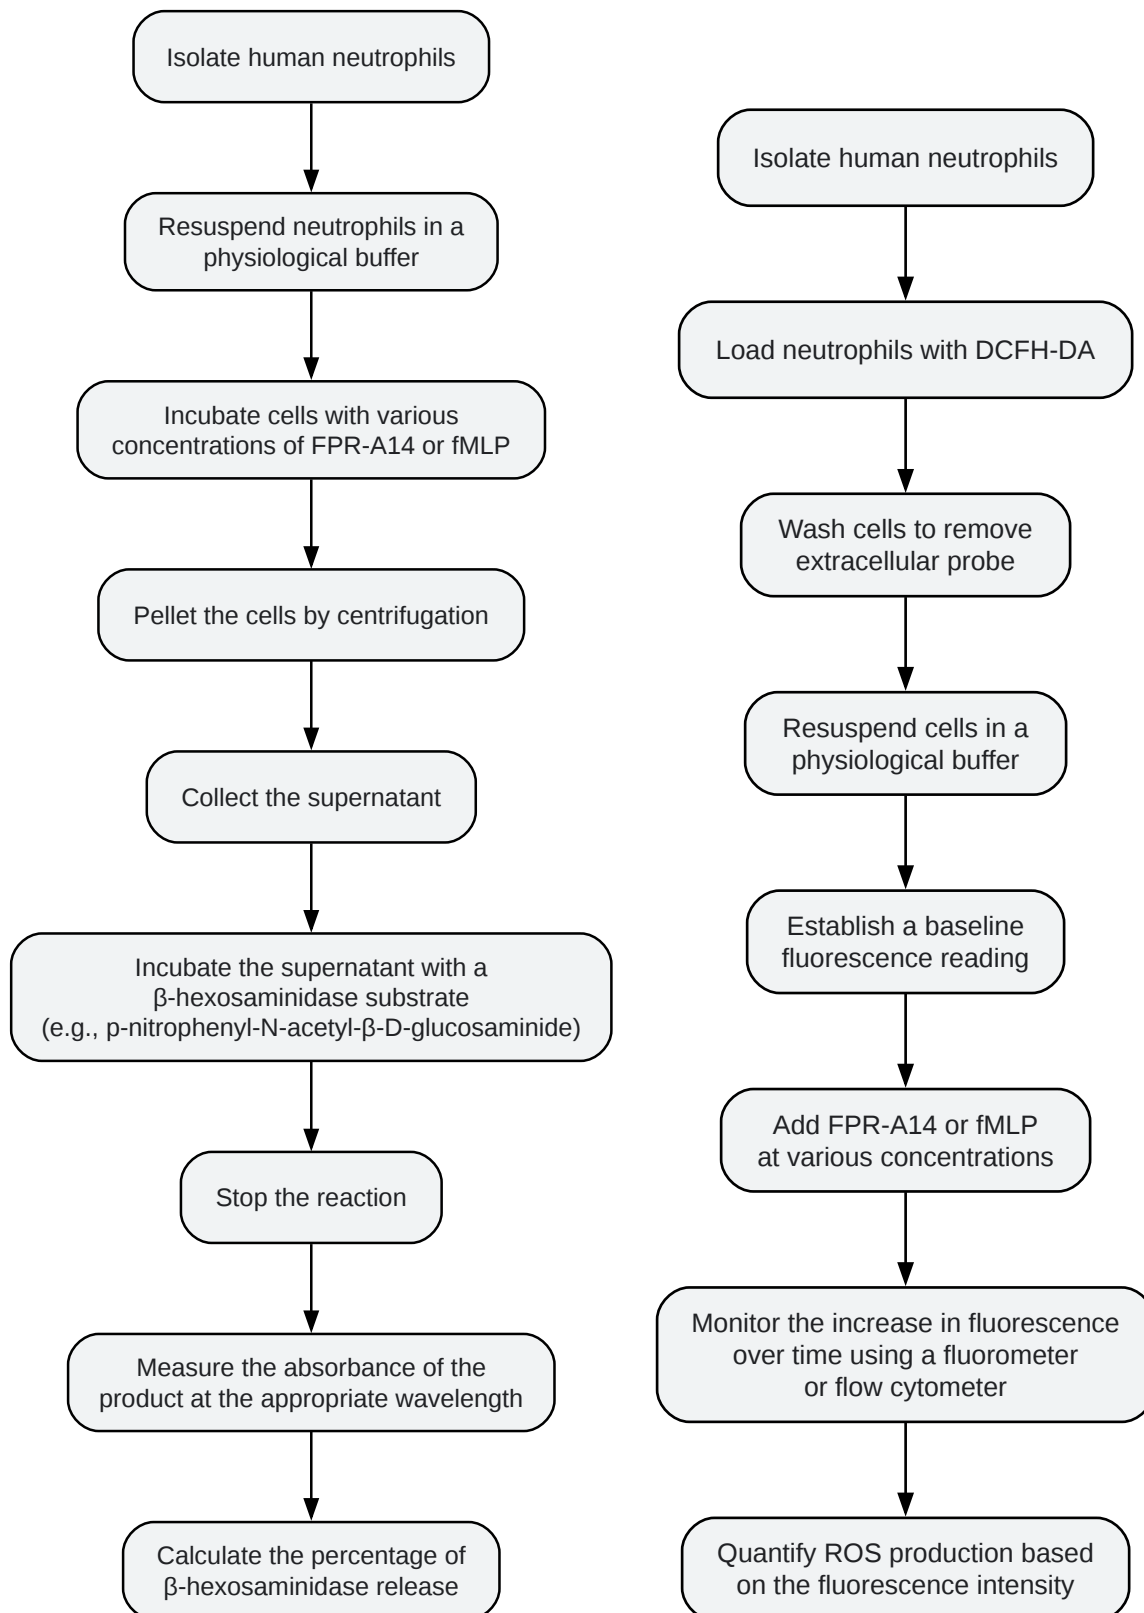 Isolate human neutrophils
Resuspend neutrophils in a
physiological buffer
Incubate cells with various
concentrations of FPR-A14 or fMLP
Pellet the cells by centrifugation
Collect the supernatant
Incubate the supernatant with a
β-hexosaminidase substrate
(e.g., p-nitrophenyl-N-acetyl-β-D-glucosaminide)
Stop the reaction
Measure the absorbance of the
product at the appropriate wavelength
Calculate the percentage of
β-hexosaminidase release
Isolate human neutrophils
Load neutrophils with DCFH-DA
Wash cells to remove
extracellular probe
Resuspend cells in a
physiological buffer
Establish a baseline
fluorescence reading
Add FPR-A14 or fMLP
at various concentrations
Monitor the increase in fluorescence
over time using a fluorometer
or flow cytometer
Quantify ROS production based
on the fluorescence intensity